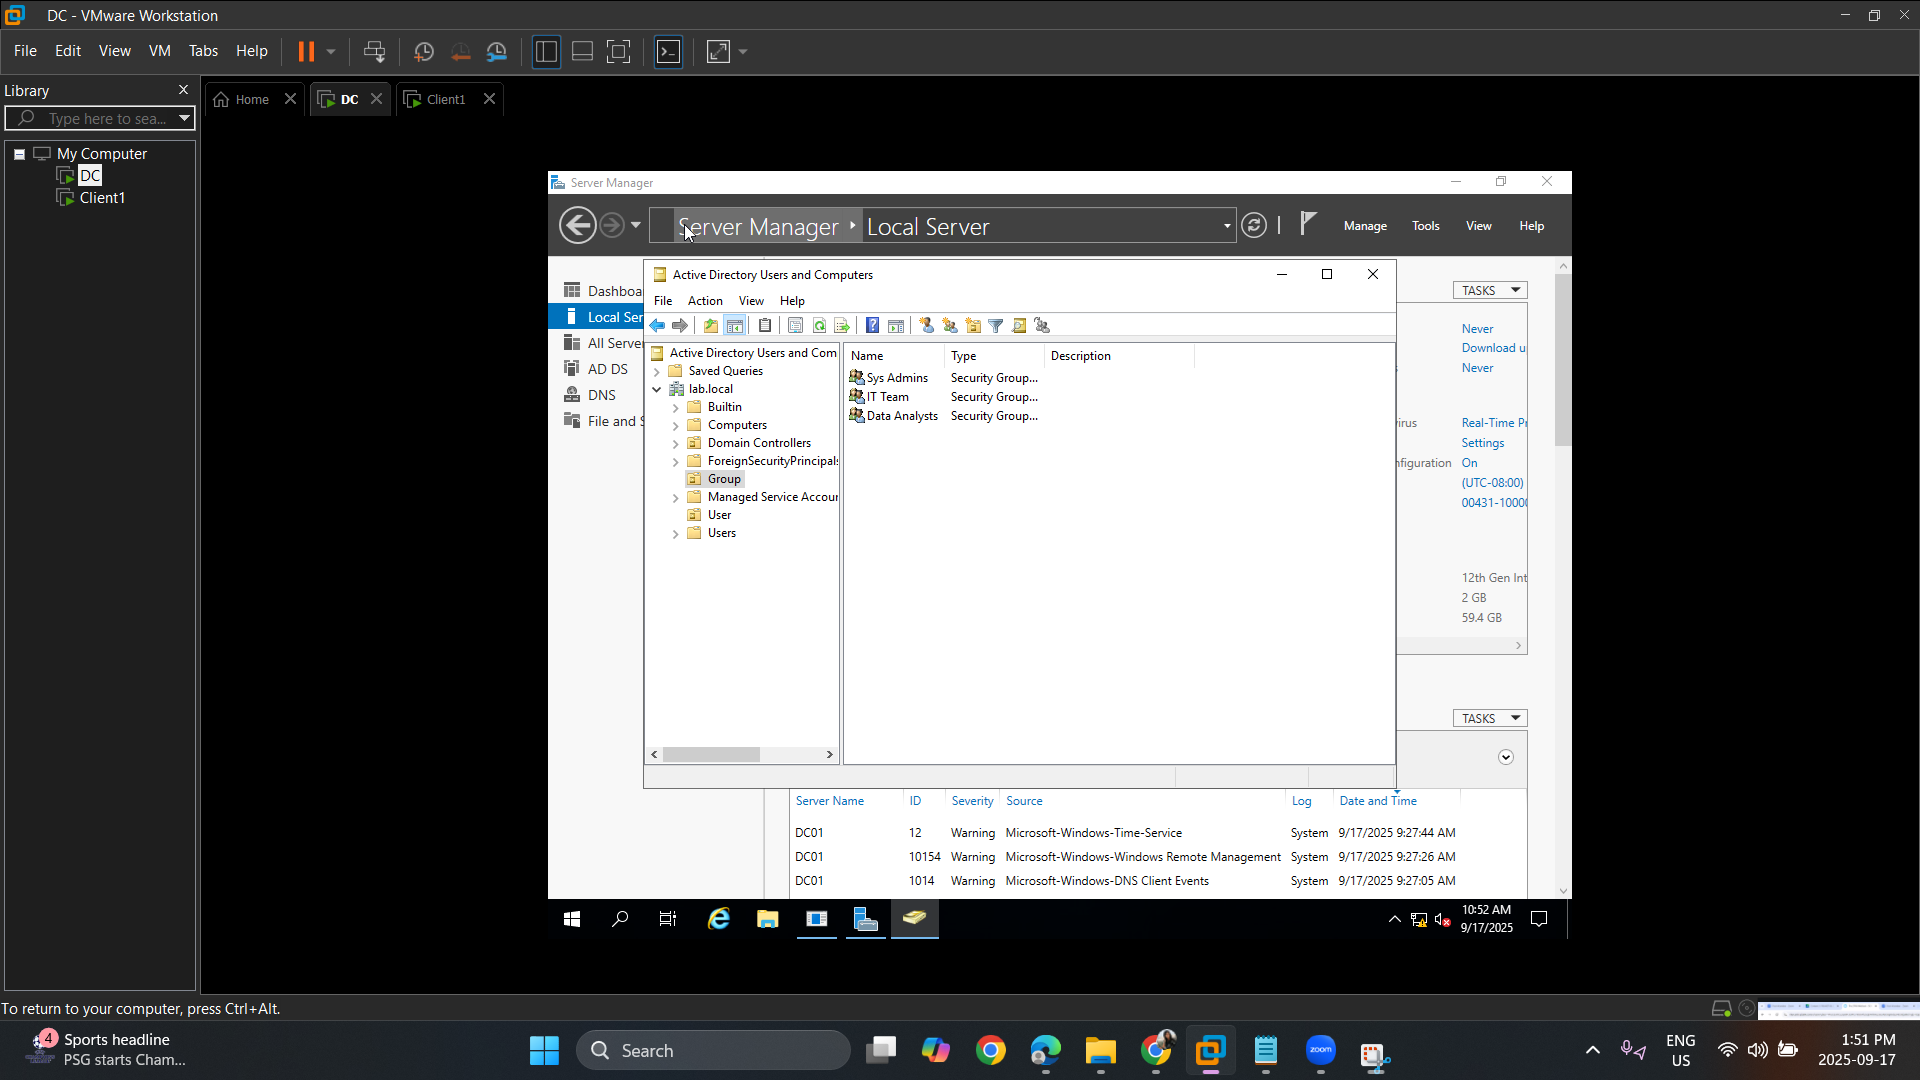 DC - VMware Workstation
File Edit View VM Tabs Help
Library
Home DC Client1
Type here to sea...
My Computer
DC
Client1
Server Manager
Server Manager Local Server
Manage Tools View Help
Dashboa
Local Ser
All Server
AD DS
DNS
File and S
Active Directory Users and Computers
File Action View Help
Active Directory Users and Com
Saved Queries
lab.local
Builtin
Computers
Domain Controllers
ForeignSecurityPrincipals
Group
Managed Service Accour
User
Users
Name Type Description
Sys Admins Security Group...
IT Team Security Group...
Data Analysts Security Group...
TASKS
Never
Download u
Never
irus Real-Time Pr
Settings
nfiguration On
(UTC-08:00)
00431-10000
12th Gen Int
2 GB
59.4 GB
TASKS
Server Name ID Severity Source Log Date and Time
DC01 12 Warning Microsoft-Windows-Time-Service System 9/17/2025 9:27:44 AM
DC01 10154 Warning Microsoft-Windows-Windows Remote Management System 9/17/2025 9:27:26 AM
DC01 1014 Warning Microsoft-Windows-DNS Client Events System 9/17/2025 9:27:05 AM
10:52 AM
9/17/2025
To return to your computer, press Ctrl+Alt.
4
Sports headline
PSG starts Cham...
Search
zoom
ENG
US
1:51 PM
2025-09-17